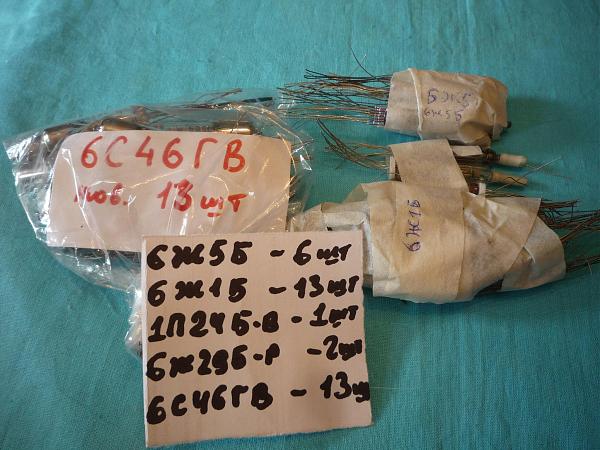 6С46ГВ
нов. 13 шт
6Ж5Б
6Ж1Б
6Ж5Б - 6 шт
6Ж1Б - 13 шт
1П24Б-В - 1 шт
6Ж29Б-Р - 2 шт
6С46ГВ - 13 шт